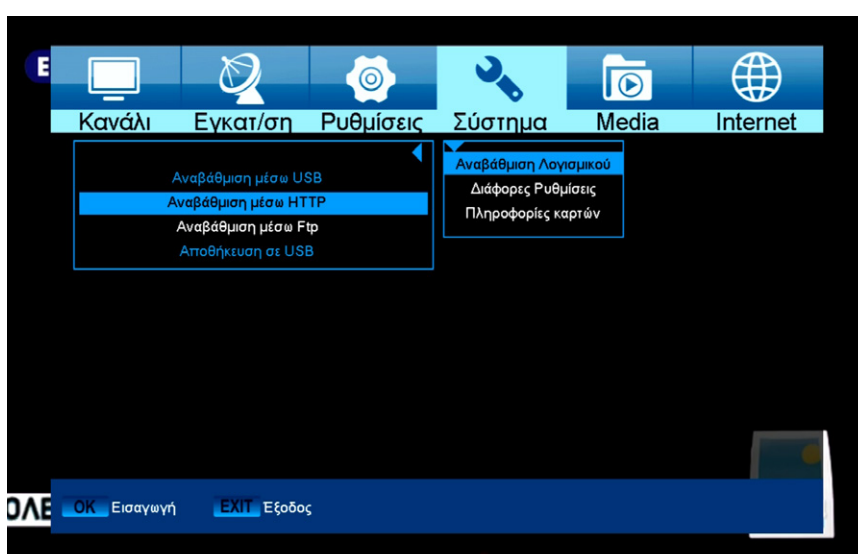 E
Κανάλι
Εγκατ/ση
Ρυθμίσεις
Σύστημα
Media
Internet
Αναβάθμιση μέσω USB
Αναβάθμιση μέσω HTTP
Αναβάθμιση μέσω Ftp
Αποθήκευση σε USB
Αναβάθμιση Λογισμικού
Διάφορες Ρυθμίσεις
Πληροφορίες καρτών
ΟΛΕ
OK Εισαγωγή
EXIT Έξοδος